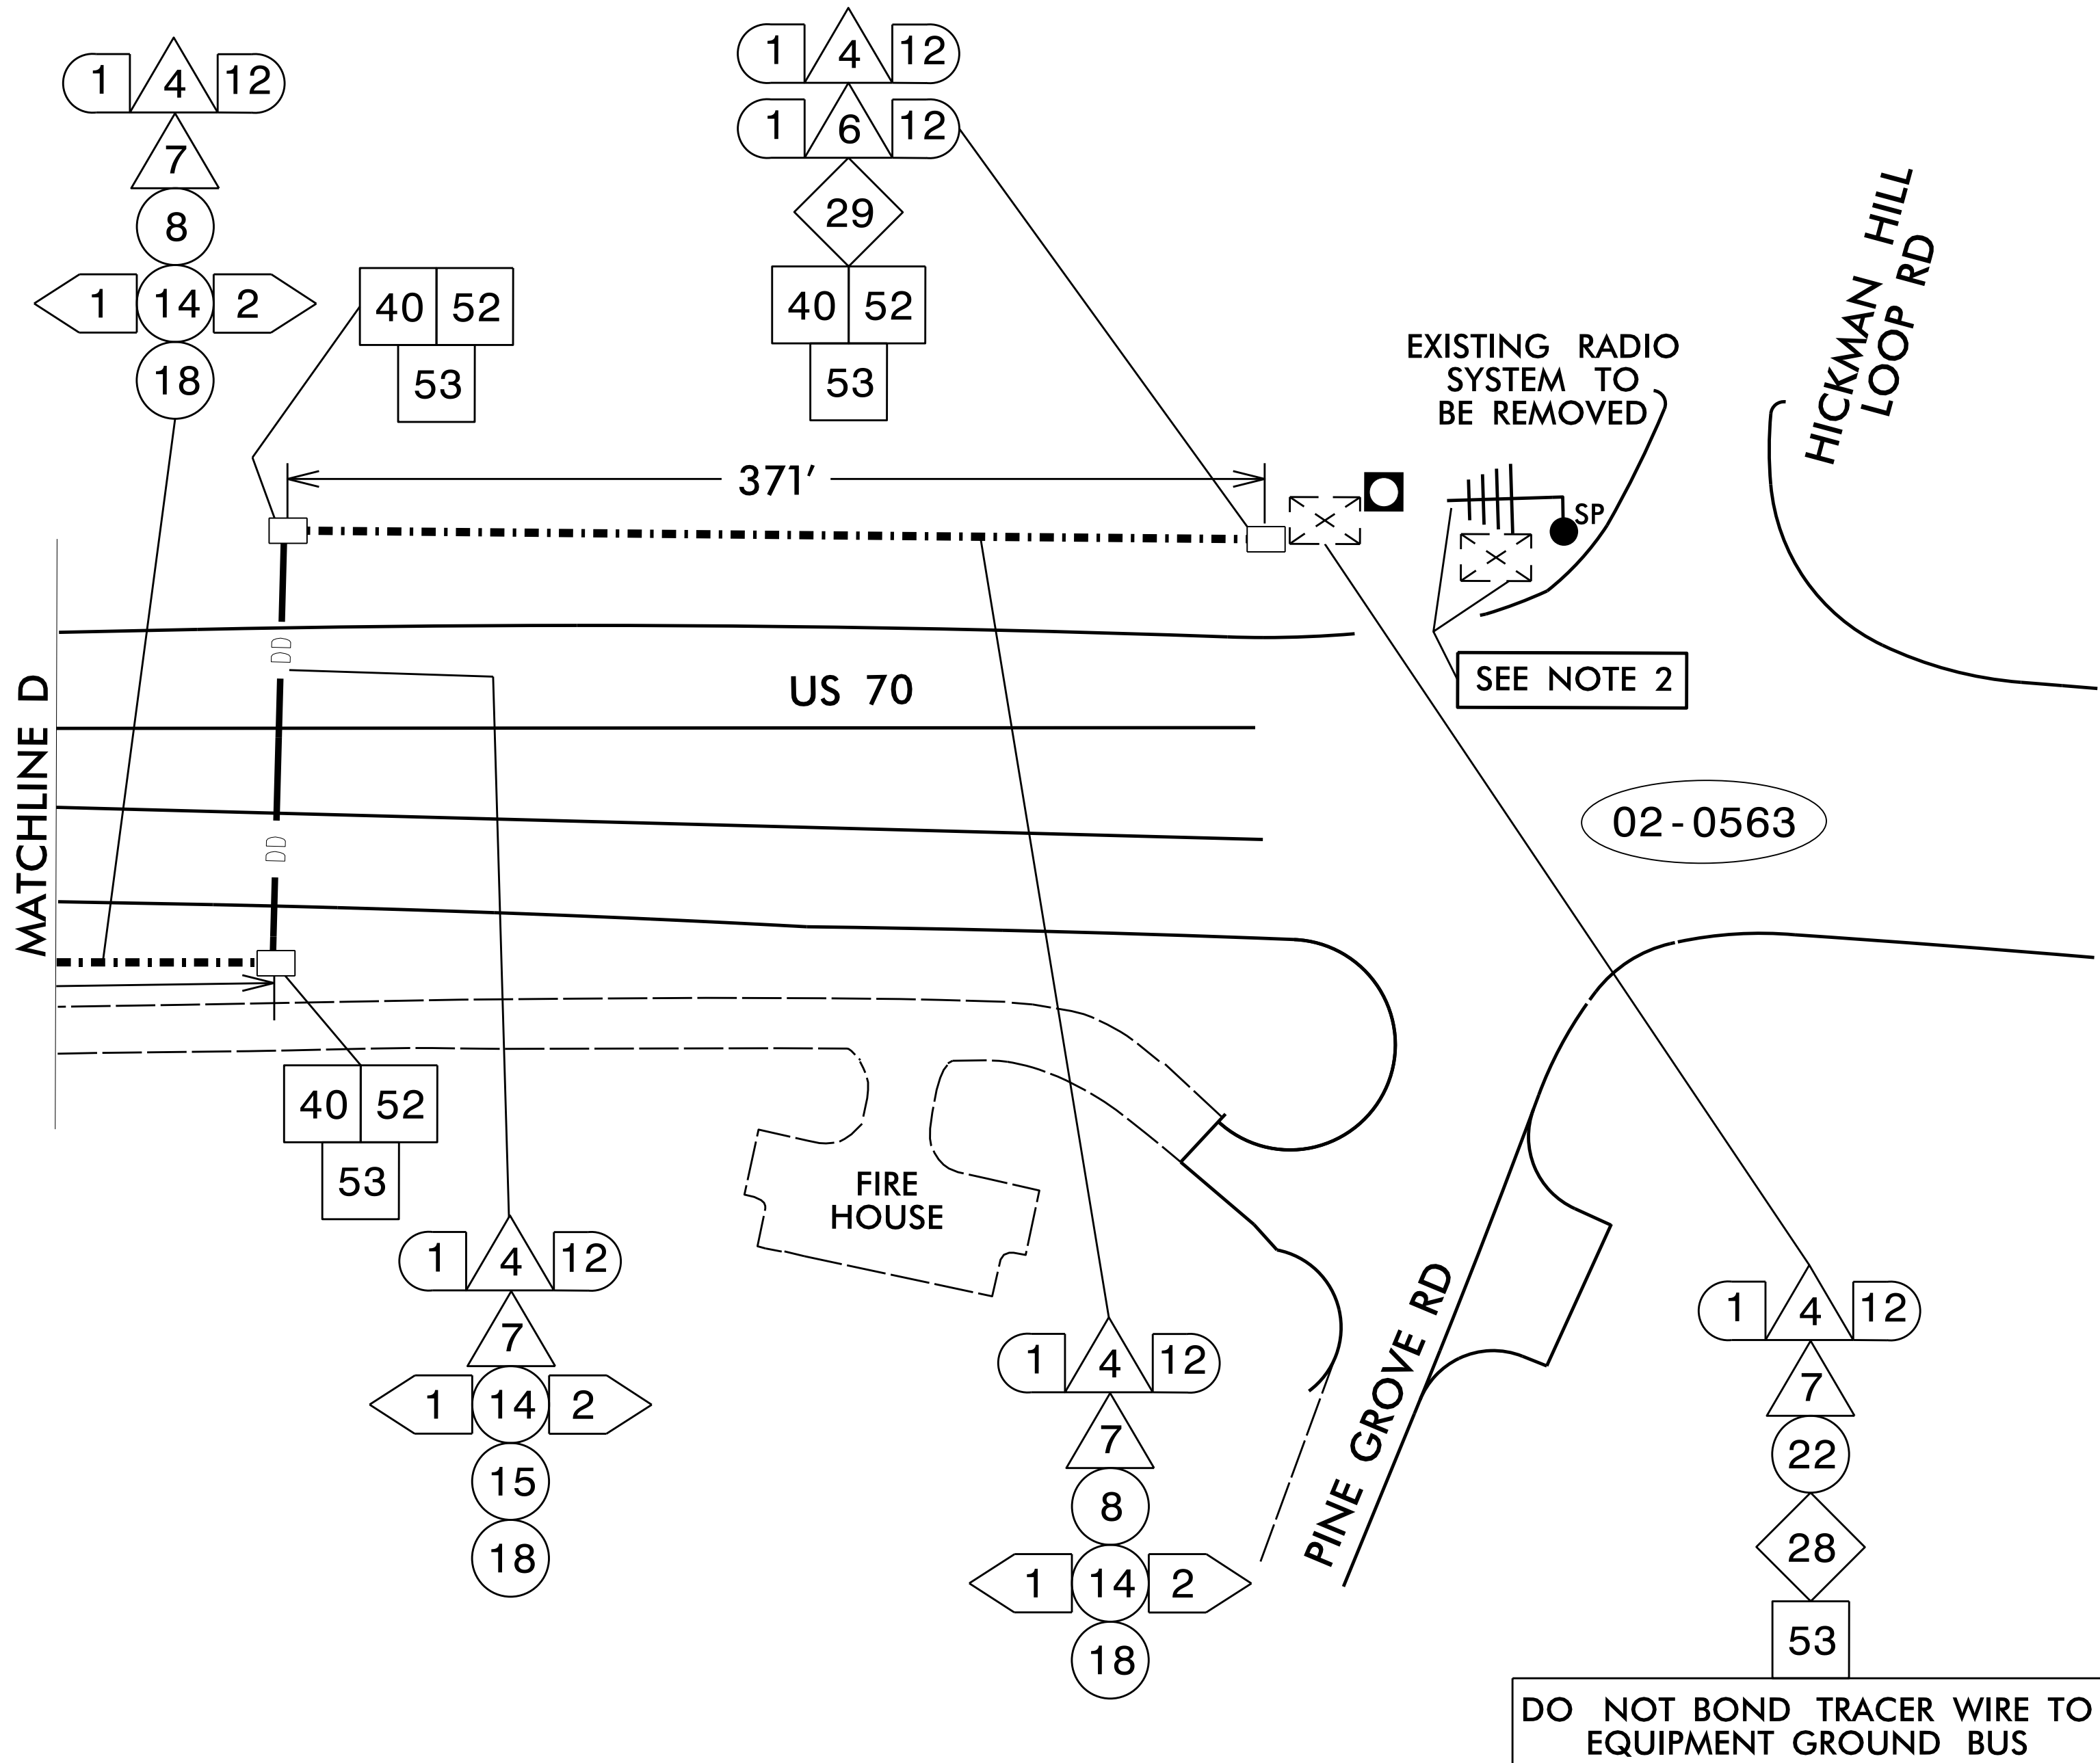 1 4 12
7
8
1 14 2
18
1 4 12
1 6 12
29
40 52
53
40 52
53
EXISTING RADIO
SYSTEM TO
BE REMOVED
HICKMAN HILL
LOOP RD
371'
SP
SEE NOTE 2
DD
US 70
MATCHLINE D
02-0563
DD
40 52
53
FIRE
HOUSE
PINE GROVE RD
1 4 12
7
1 14 2
15
18
1 4 12
7
8
1 14 2
18
1 4 12
7
22
28
53
DO NOT BOND TRACER WIRE TO
EQUIPMENT GROUND BUS